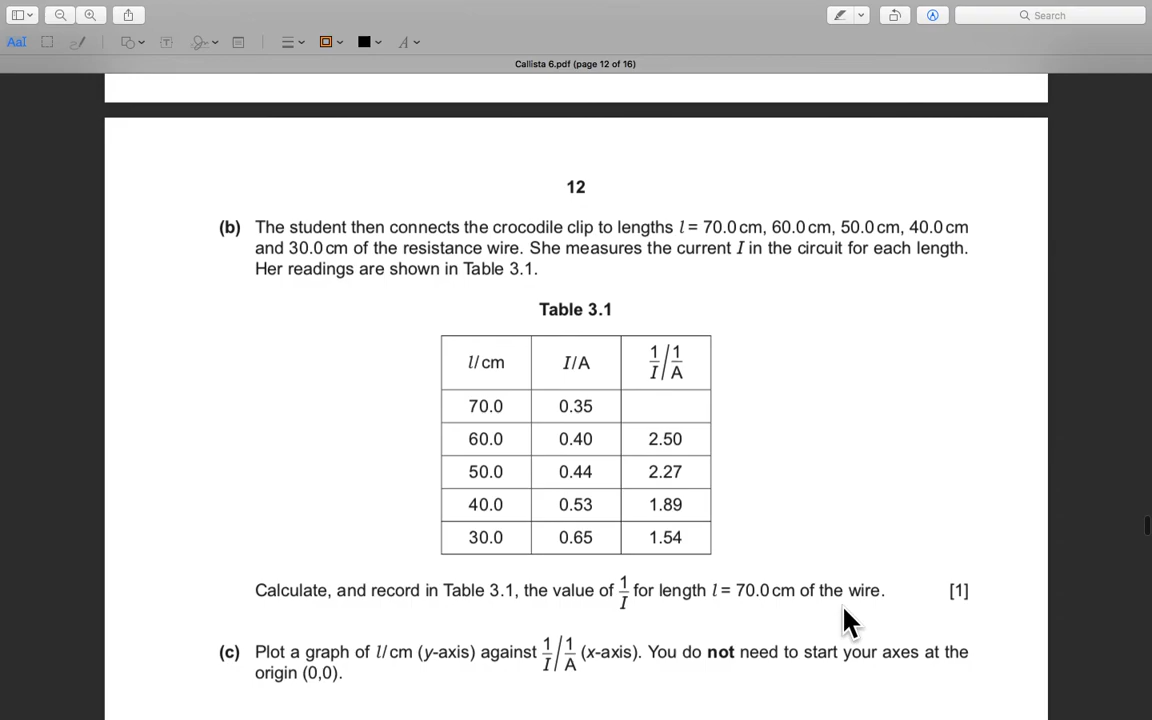 AaI
A
A
Search
Callista 6.pdf (page 12 of 16)
12
(b) The student then connects the crocodile clip to lengths l = 70.0 cm, 60.0 cm, 50.0 cm, 40.0 cm
and 30.0 cm of the resistance wire. She measures the current I in the circuit for each length.
Her readings are shown in Table 3.1.
Table 3.1
l/cm I/A 1/I / 1/A
70.0 0.35
60.0 0.40 2.50
50.0 0.44 2.27
40.0 0.53 1.89
30.0 0.65 1.54
Calculate, and record in Table 3.1, the value of 1/I for length l = 70.0 cm of the wire. [1]
(c) Plot a graph of l/cm (y-axis) against 1/I / 1/A (x-axis). You do not need to start your axes at the
origin (0,0).